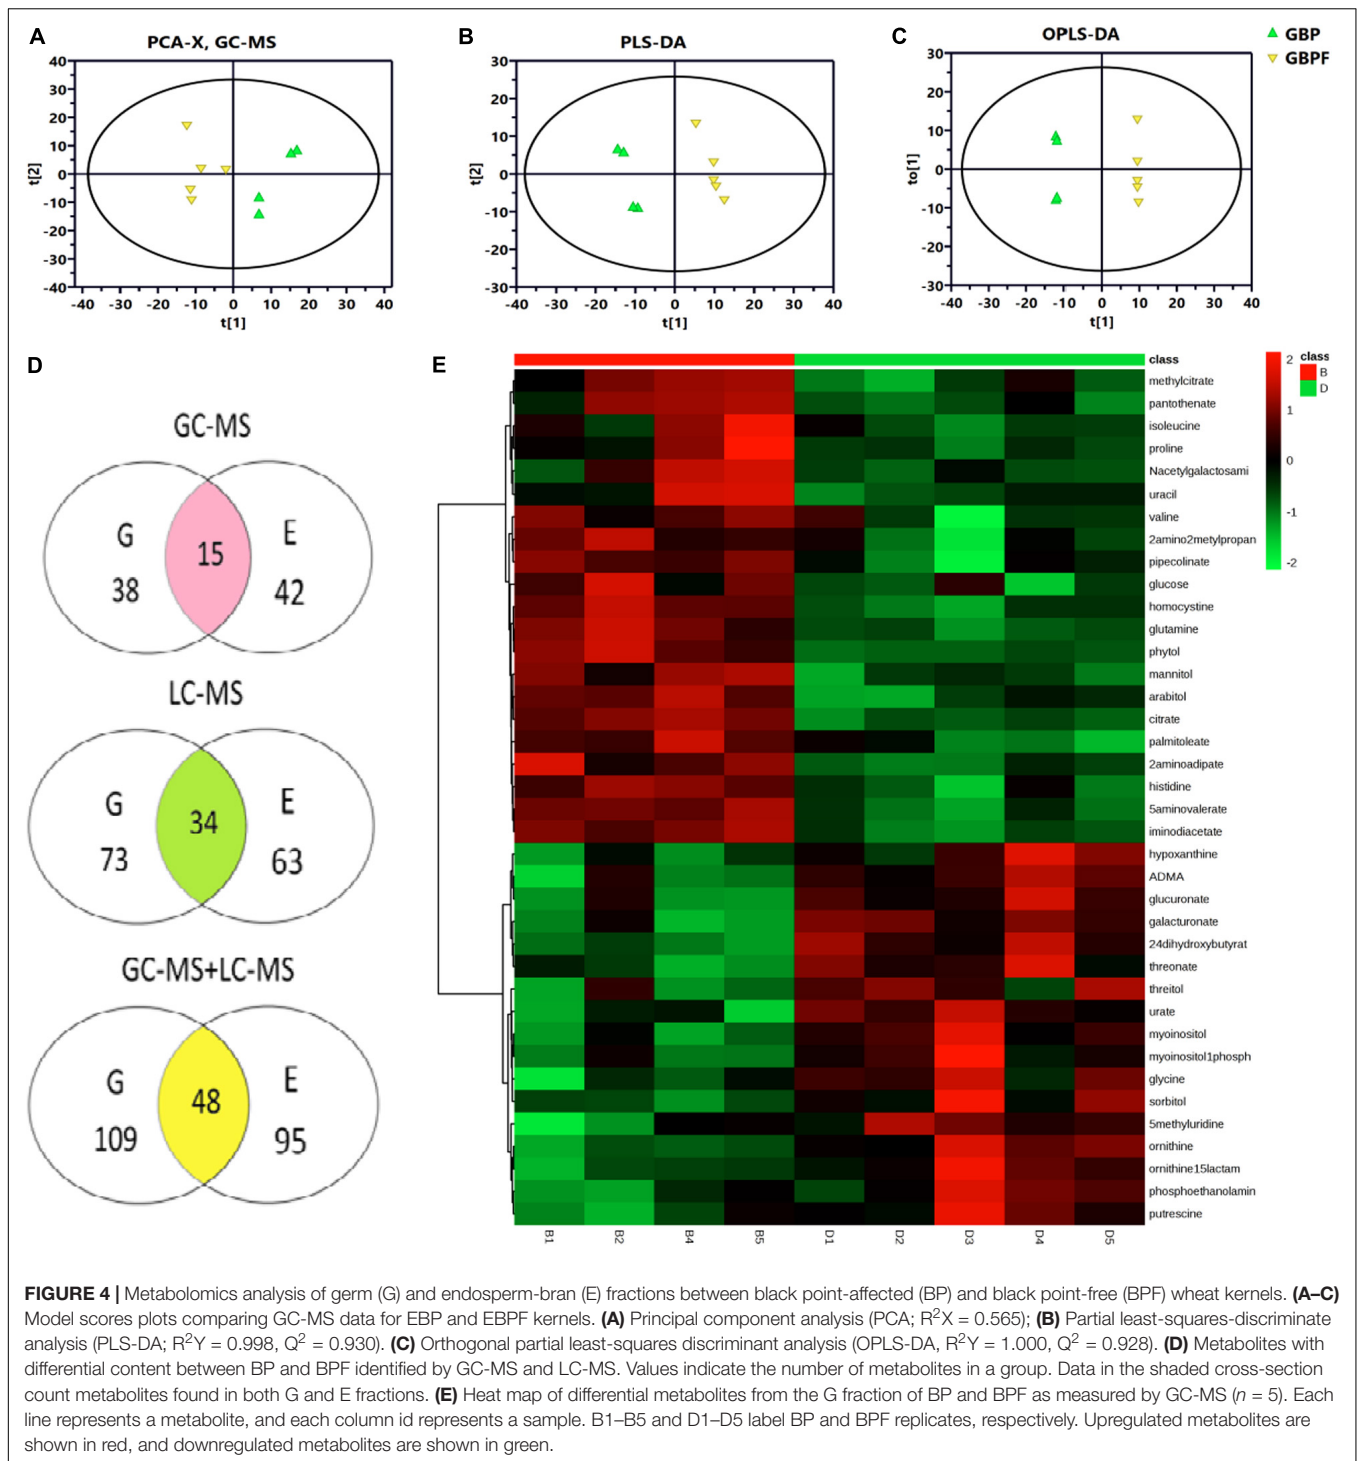 A
PCA-X, GC-MS
40
30
20
10
0
-10
-20
-30
-40
t[2]
-40 -30 -20 -10 0 10 20 30 40
t[1]
B
PLS-DA
30
20
10
0
-10
-20
-30
t[2]
-40 -30 -20 -10 0 10 20 30 40
t[1]
C
OPLS-DA
30
20
10
0
-10
-20
-30
to[1]
-40 -30 -20 -10 0 10 20 30 40
t[1]
GBP
GBPF
D
GC-MS
G 15 E
38 42
LC-MS
G 34 E
73 63
GC-MS+LC-MS
G 48 E
109 95
E
class
methylcitrate
pantothenate
isoleucine
proline
Nacetylgalactosami
uracil
valine
2amino2metylpropan
pipecolinate
glucose
homocystine
glutamine
phytol
mannitol
arabitol
citrate
palmitoleate
2aminoadipate
histidine
5aminovalerate
iminodiacetate
hypoxanthine
ADMA
glucuronate
galacturonate
24dihydroxybutyrat
threonate
threitol
urate
myoinositol
myoinositol1phosph
glycine
sorbitol
5methyluridine
ornithine
ornithine15lactam
phosphoethanolamin
putrescine
B1 B2 B4 B5 D1 D2 D3 D4 D5
2
1
0
-1
-2
class
B
D
FIGURE 4 | Metabolomics analysis of germ (G) and endosperm-bran (E) fractions between black point-affected (BP) and black point-free (BPF) wheat kernels. (A–C)
Model scores plots comparing GC-MS data for EBP and EBPF kernels. (A) Principal component analysis (PCA; R²X = 0.565); (B) Partial least-squares-discriminate
analysis (PLS-DA; R²Y = 0.998, Q² = 0.930). (C) Orthogonal partial least-squares discriminant analysis (OPLS-DA, R²Y = 1.000, Q² = 0.928). (D) Metabolites with
differential content between BP and BPF identified by GC-MS and LC-MS. Values indicate the number of metabolites in a group. Data in the shaded cross-section
count metabolites found in both G and E fractions. (E) Heat map of differential metabolites from the G fraction of BP and BPF as measured by GC-MS (n = 5). Each
line represents a metabolite, and each column id represents a sample. B1–B5 and D1–D5 label BP and BPF replicates, respectively. Upregulated metabolites are
shown in red, and downregulated metabolites are shown in green.